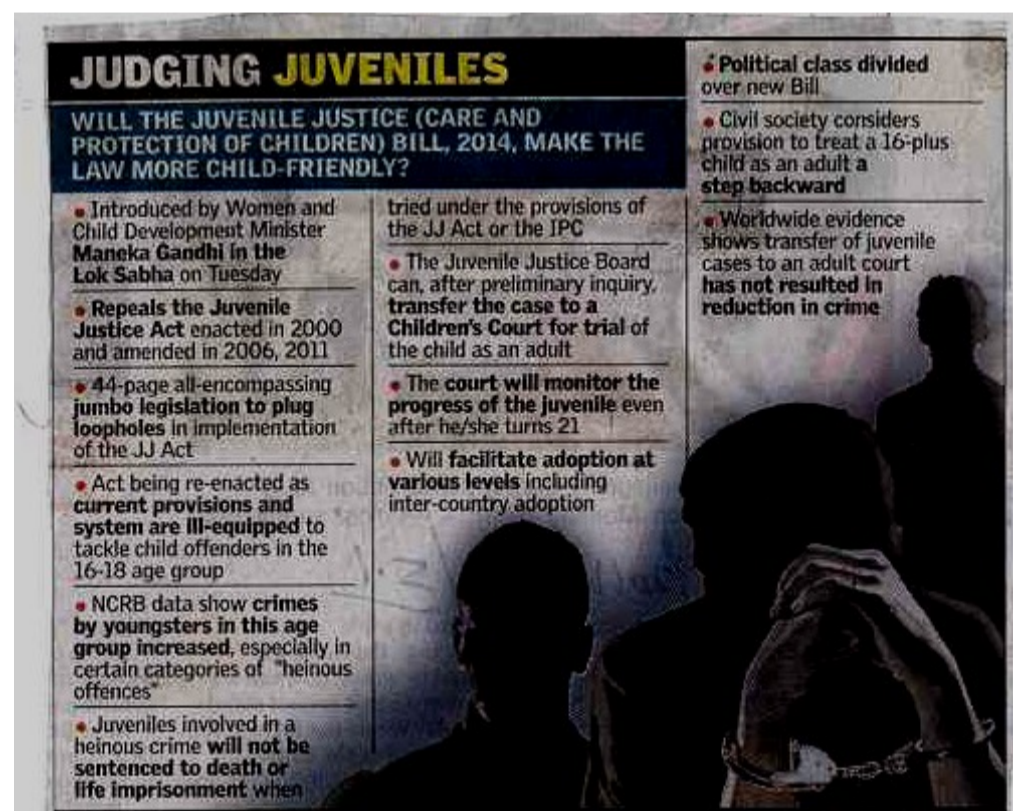 JUDGING JUVENILES
WILL THE JUVENILE JUSTICE (CARE AND
PROTECTION OF CHILDREN) BILL, 2014, MAKE THE
LAW MORE CHILD-FRIENDLY?
• Introduced by Women and
Child Development Minister
Maneka Gandhi in the
Lok Sabha on Tuesday
• Repeals the Juvenile
Justice Act enacted in 2000
and amended in 2006, 2011
• 44-page all-encompassing
jumbo legislation to plug
loopholes in implementation
of the JJ Act
• Act being re-enacted as
current provisions and
system are ill-equipped to
tackle child offenders in the
16-18 age group
• NCRB data show crimes
by youngsters in this age
group increased, especially in
certain categories of "heinous
offences"
• Juveniles involved in a
heinous crime will not be
sentenced to death or
life imprisonment when
tried under the provisions of
the JJ Act or the IPC
• The Juvenile Justice Board
can, after preliminary inquiry,
transfer the case to a
Children's Court for trial of
the child as an adult
• The court will monitor the
progress of the juvenile even
after he/she turns 21
• Will facilitate adoption at
various levels including
inter-country adoption
• Political class divided
over new Bill
• Civil society considers
provision to treat a 16-plus
child as an adult a
step backward
• Worldwide evidence
shows transfer of juvenile
cases to an adult court
has not resulted in
reduction in crime